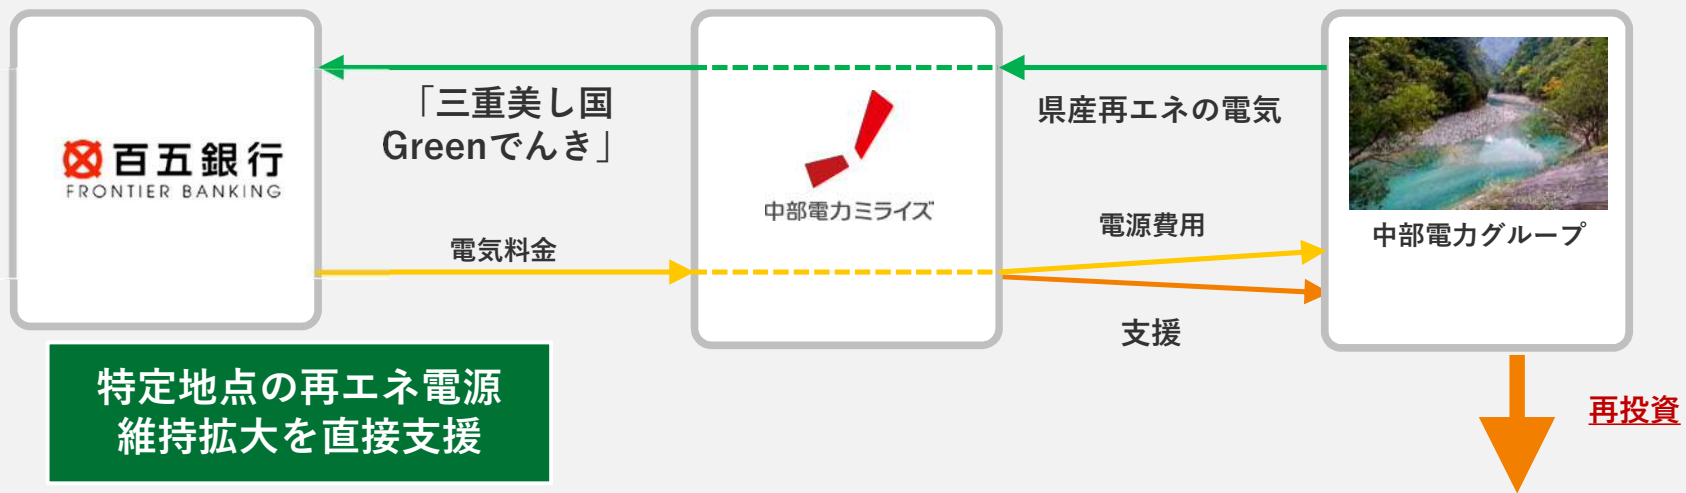 「三重美し国
Greenでんき」
県産再エネの電気
百五銀行
FRONTIER BANKING
中部電力ミライズ
電気料金
電源費用
中部電力グループ
支援
特定地点の再エネ電源
維持拡大を直接支援
再投資